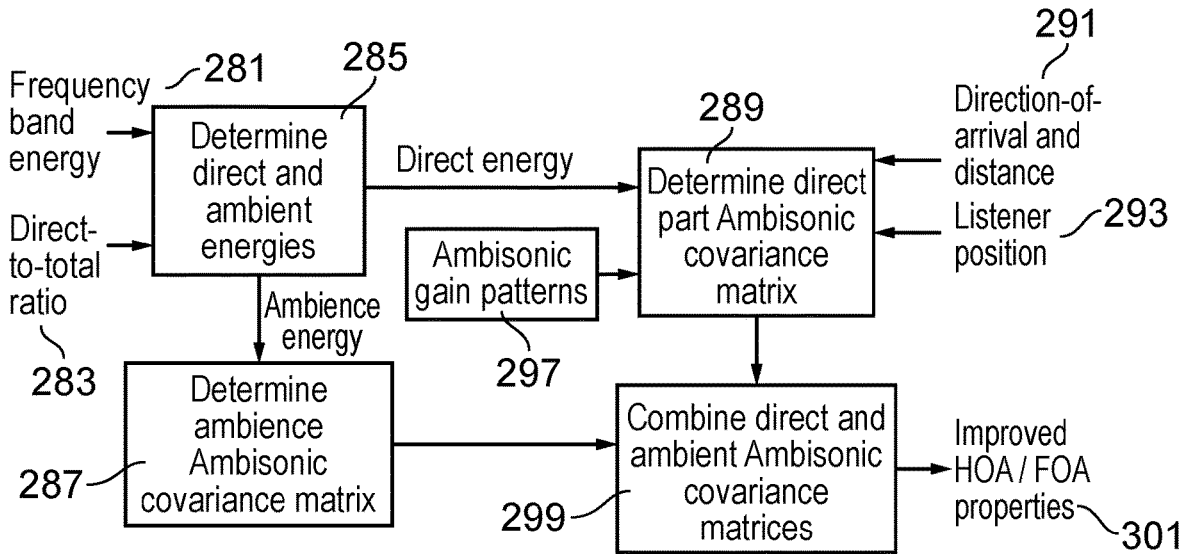 Frequency
band
energy
281
Direct-
to-total
ratio
283
285
Determine
direct and
ambient
energies
Direct energy
Ambience
energy
287
Determine
ambience
Ambisonic
covariance matrix
Ambisonic
gain patterns
297
289
Determine direct
part Ambisonic
covariance
matrix
291
Direction-of-
arrival and
distance
Listener
position
293
Combine direct and
ambient Ambisonic
covariance
matrices
299
Improved
HOA / FOA
properties
301